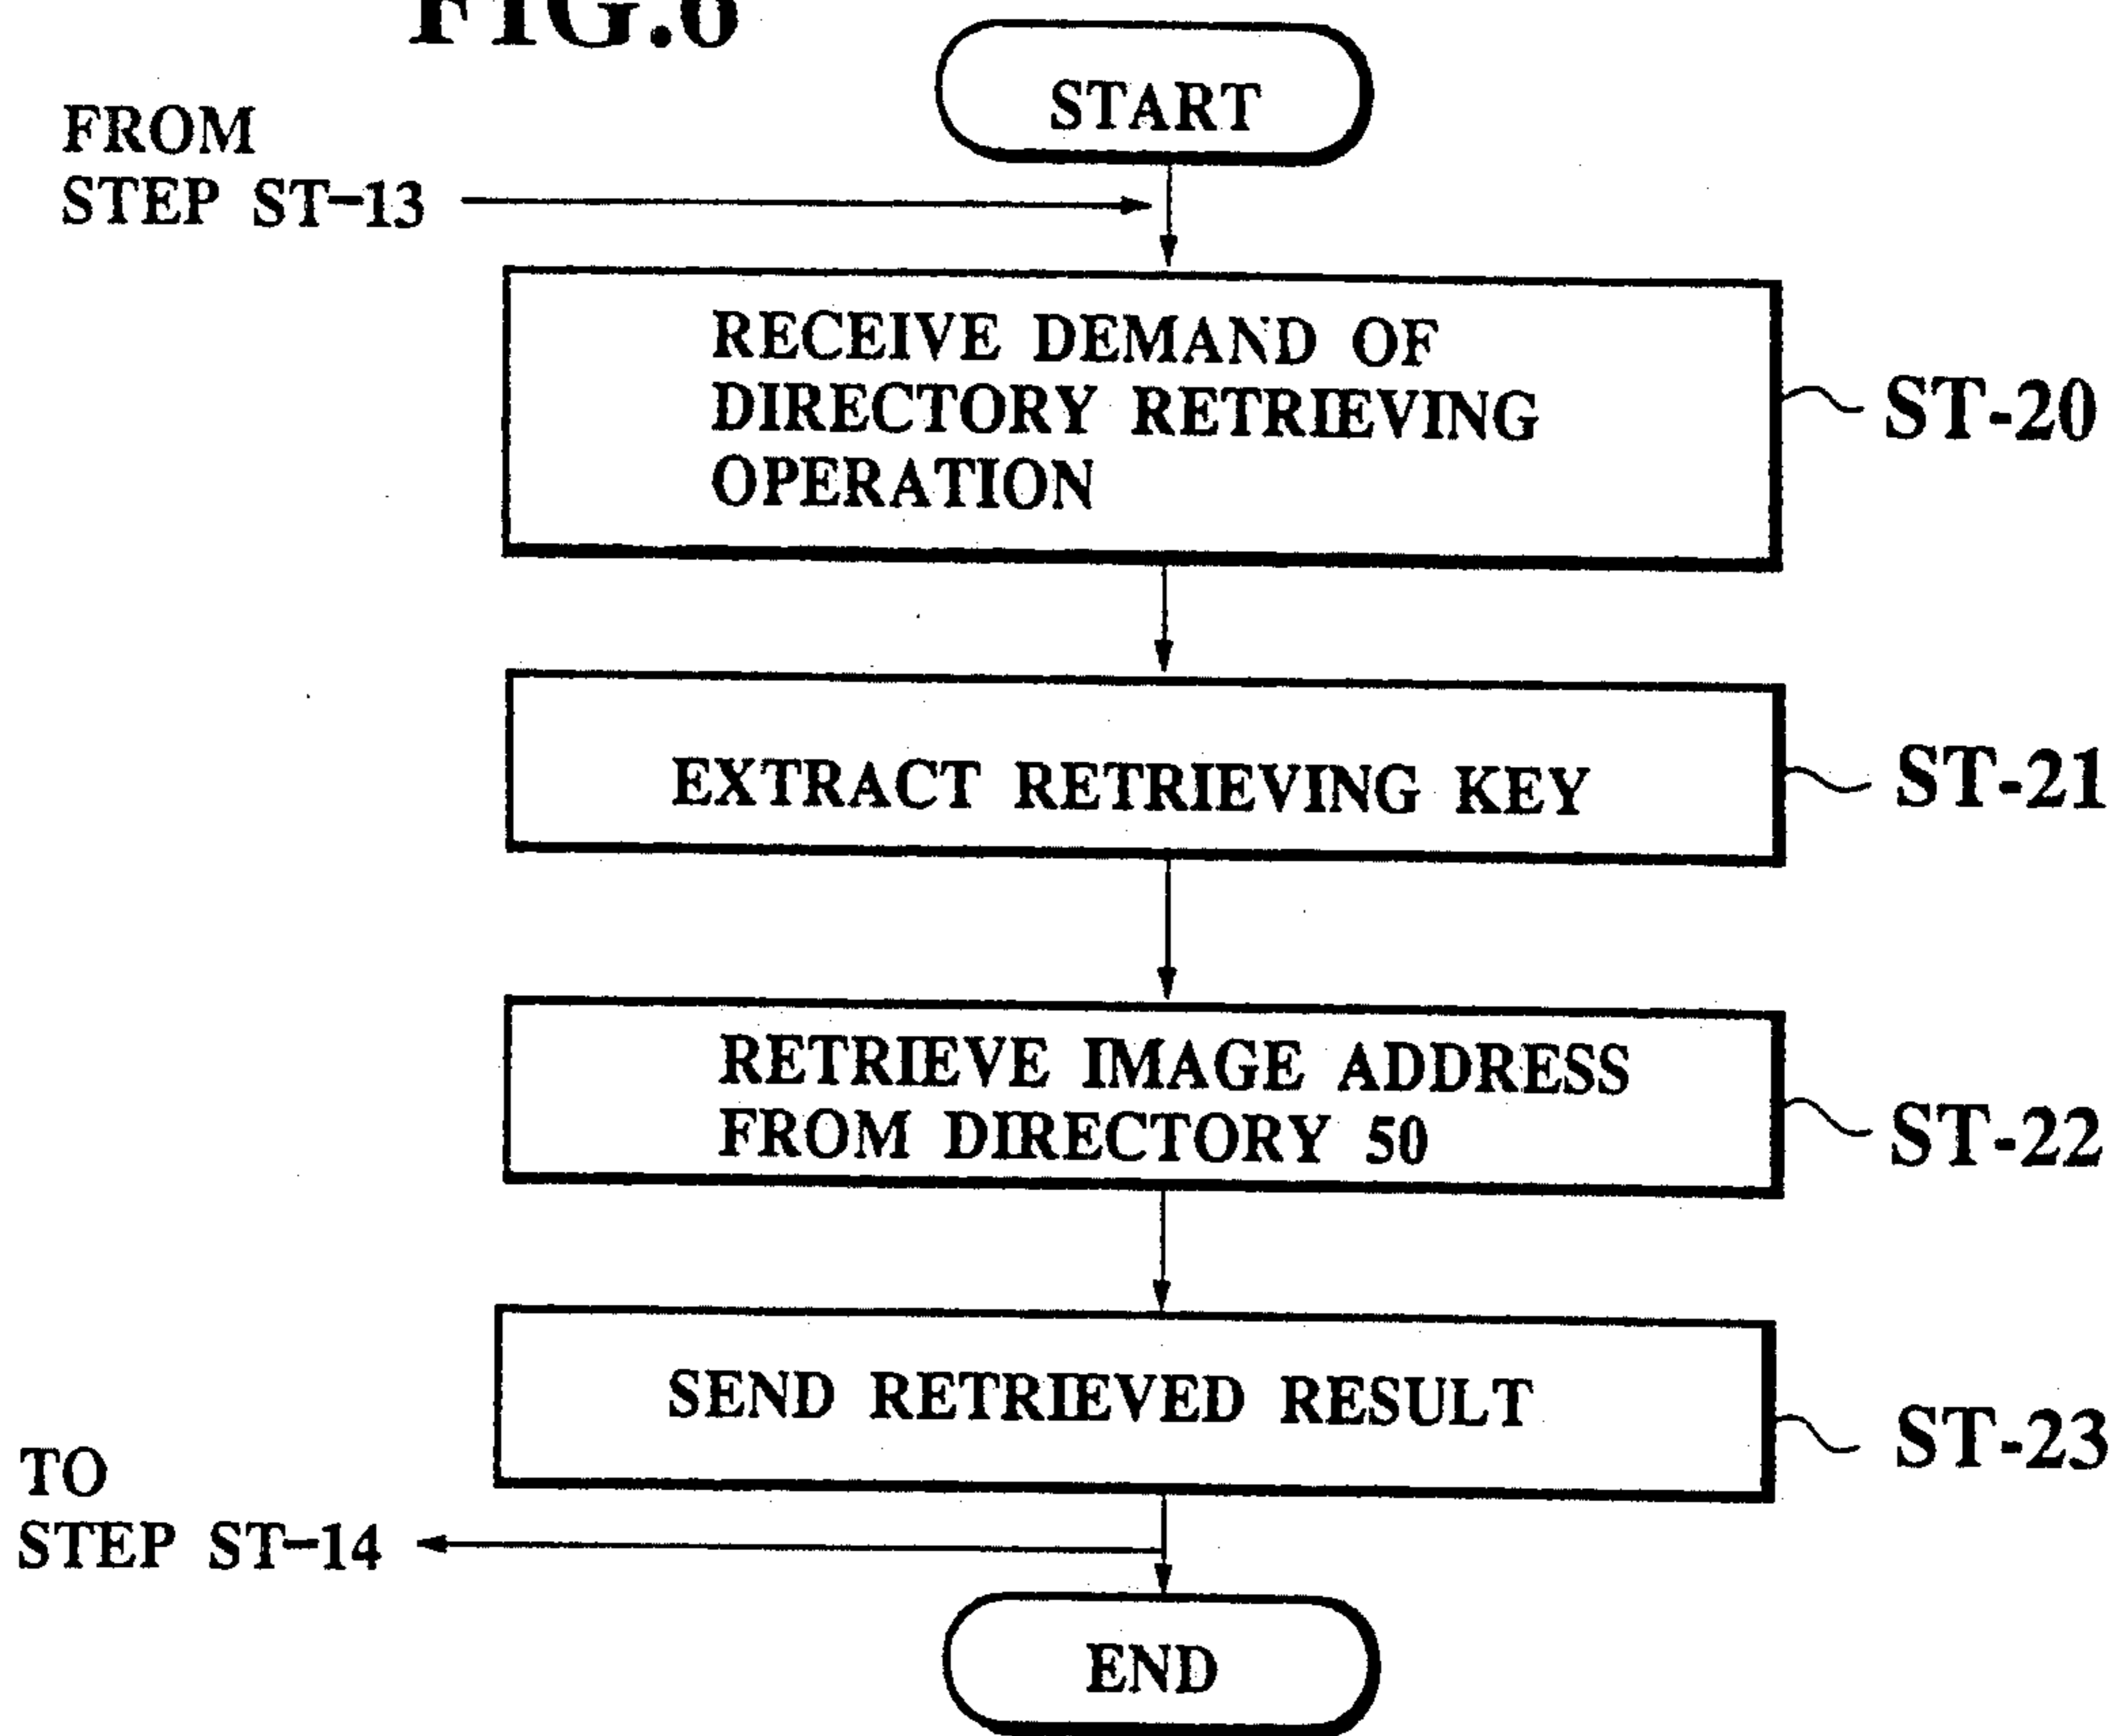 FIG.6
START
FROM
STEP ST-13
RECEIVE DEMAND OF
DIRECTORY RETRIEVING
OPERATION
ST-20
EXTRACT RETRIEVING KEY
ST-21
RETRIEVE IMAGE ADDRESS
FROM DIRECTORY 50
ST-22
SEND RETRIEVED RESULT
ST-23
TO
STEP ST-14
END